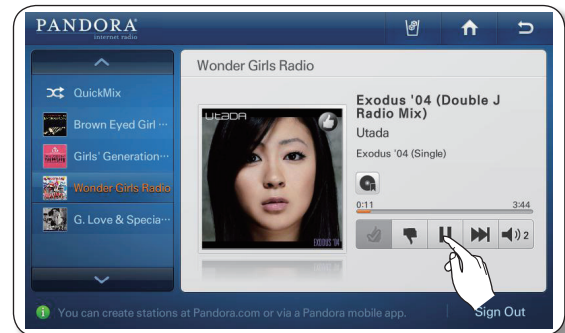 PANDORA®
internet radio
QuickMix
Brown Eyed Girl ···
Girls' Generation···
Wonder Girls Radio
G. Love & Specia···
Wonder Girls Radio
UtaDA
EXODUS '04
Exodus '04 (Double J
Radio Mix)
Utada
Exodus '04 (Single)
0:11 3:44
2
You can create stations at Pandora.com or via a Pandora mobile app.
Sign Out